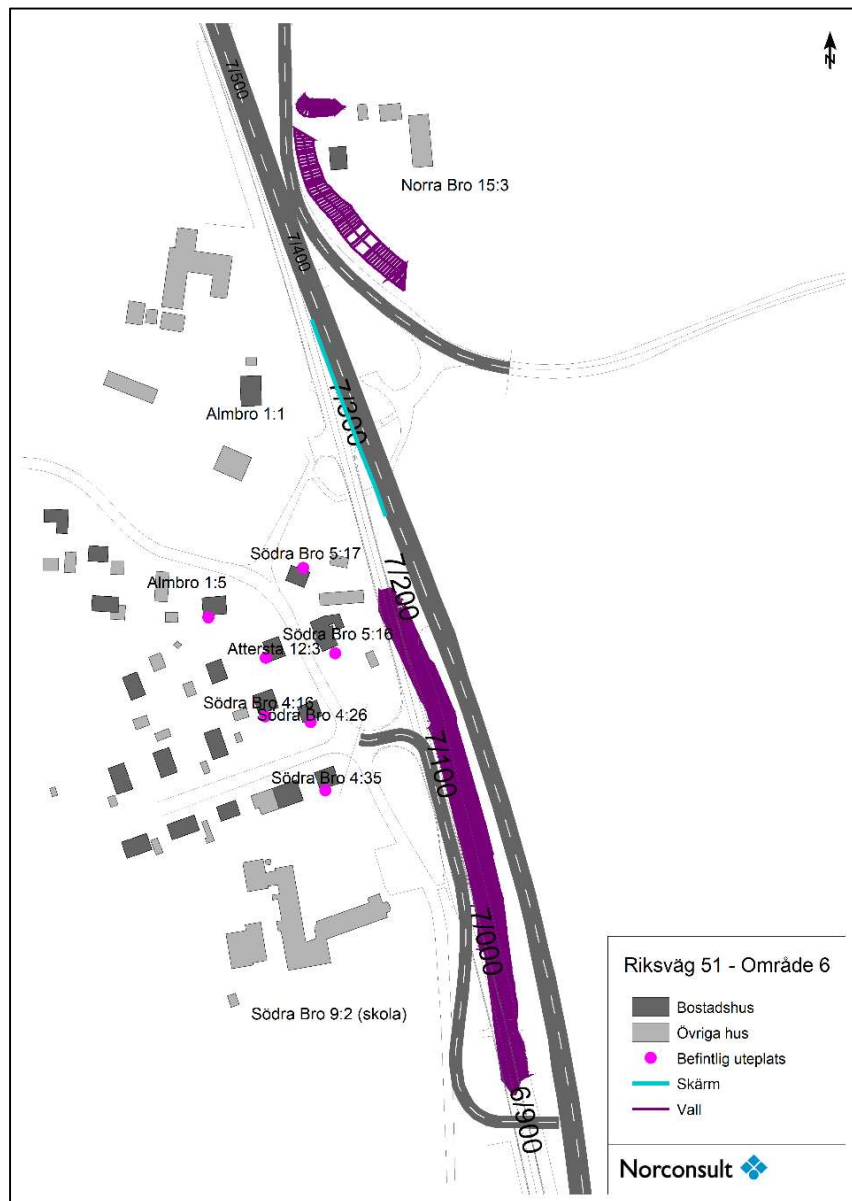 N
7/500
Norra Bro 15:3
7/400
7/300
Almbro 1:1
Södra Bro 5:17
7/200
Almbro 1:5
Södra Bro 5:16
Attersta 12:3
Södra Bro 4:16
Södra Bro 4:26
7/100
Södra Bro 4:35
7/000
Södra Bro 9:2 (skola)
6/900
Riksväg 51 - Område 6
Bostadshus
Övriga hus
Befintlig uteplats
Skärm
Vall
Norconsult